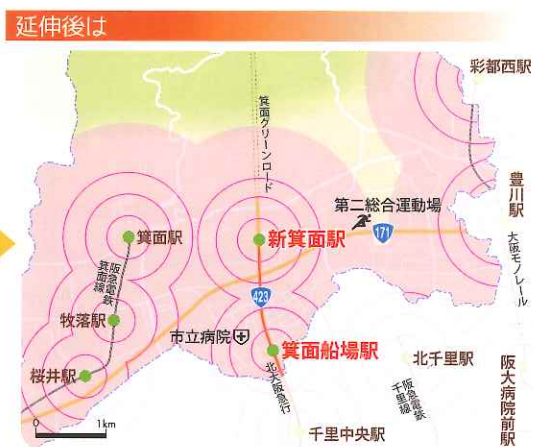 延伸後は
彩都西駅
箕面グリーンロード
豊川駅
第二総合運動場
171
大阪モノレール
箕面駅
新箕面駅
阪急電鉄
箕面線
423
牧落駅
市立病院
箕面船場駅
北千里駅
桜井駅
北大阪急行
阪急電鉄
千里線
阪大病院前駅
0 1km
千里中央駅